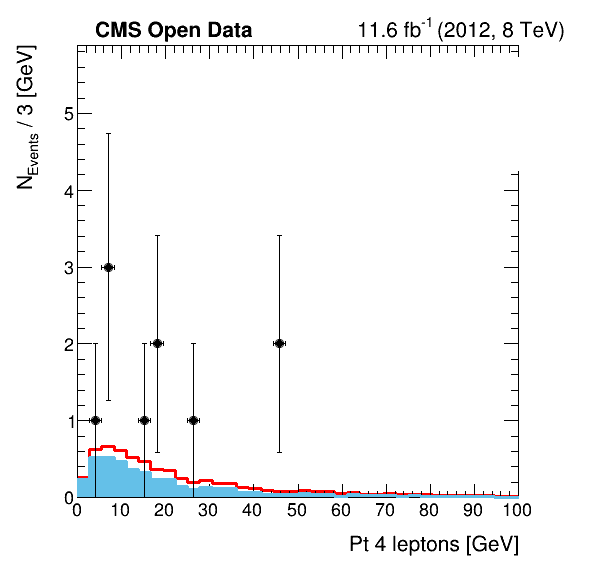 CMS Open Data 11.6 fb⁻¹ (2012, 8 TeV)
N_Events / 3 [GeV]
5
4
3
2
1
0
0 10 20 30 40 50 60 70 80 90 100
Pt 4 leptons [GeV]